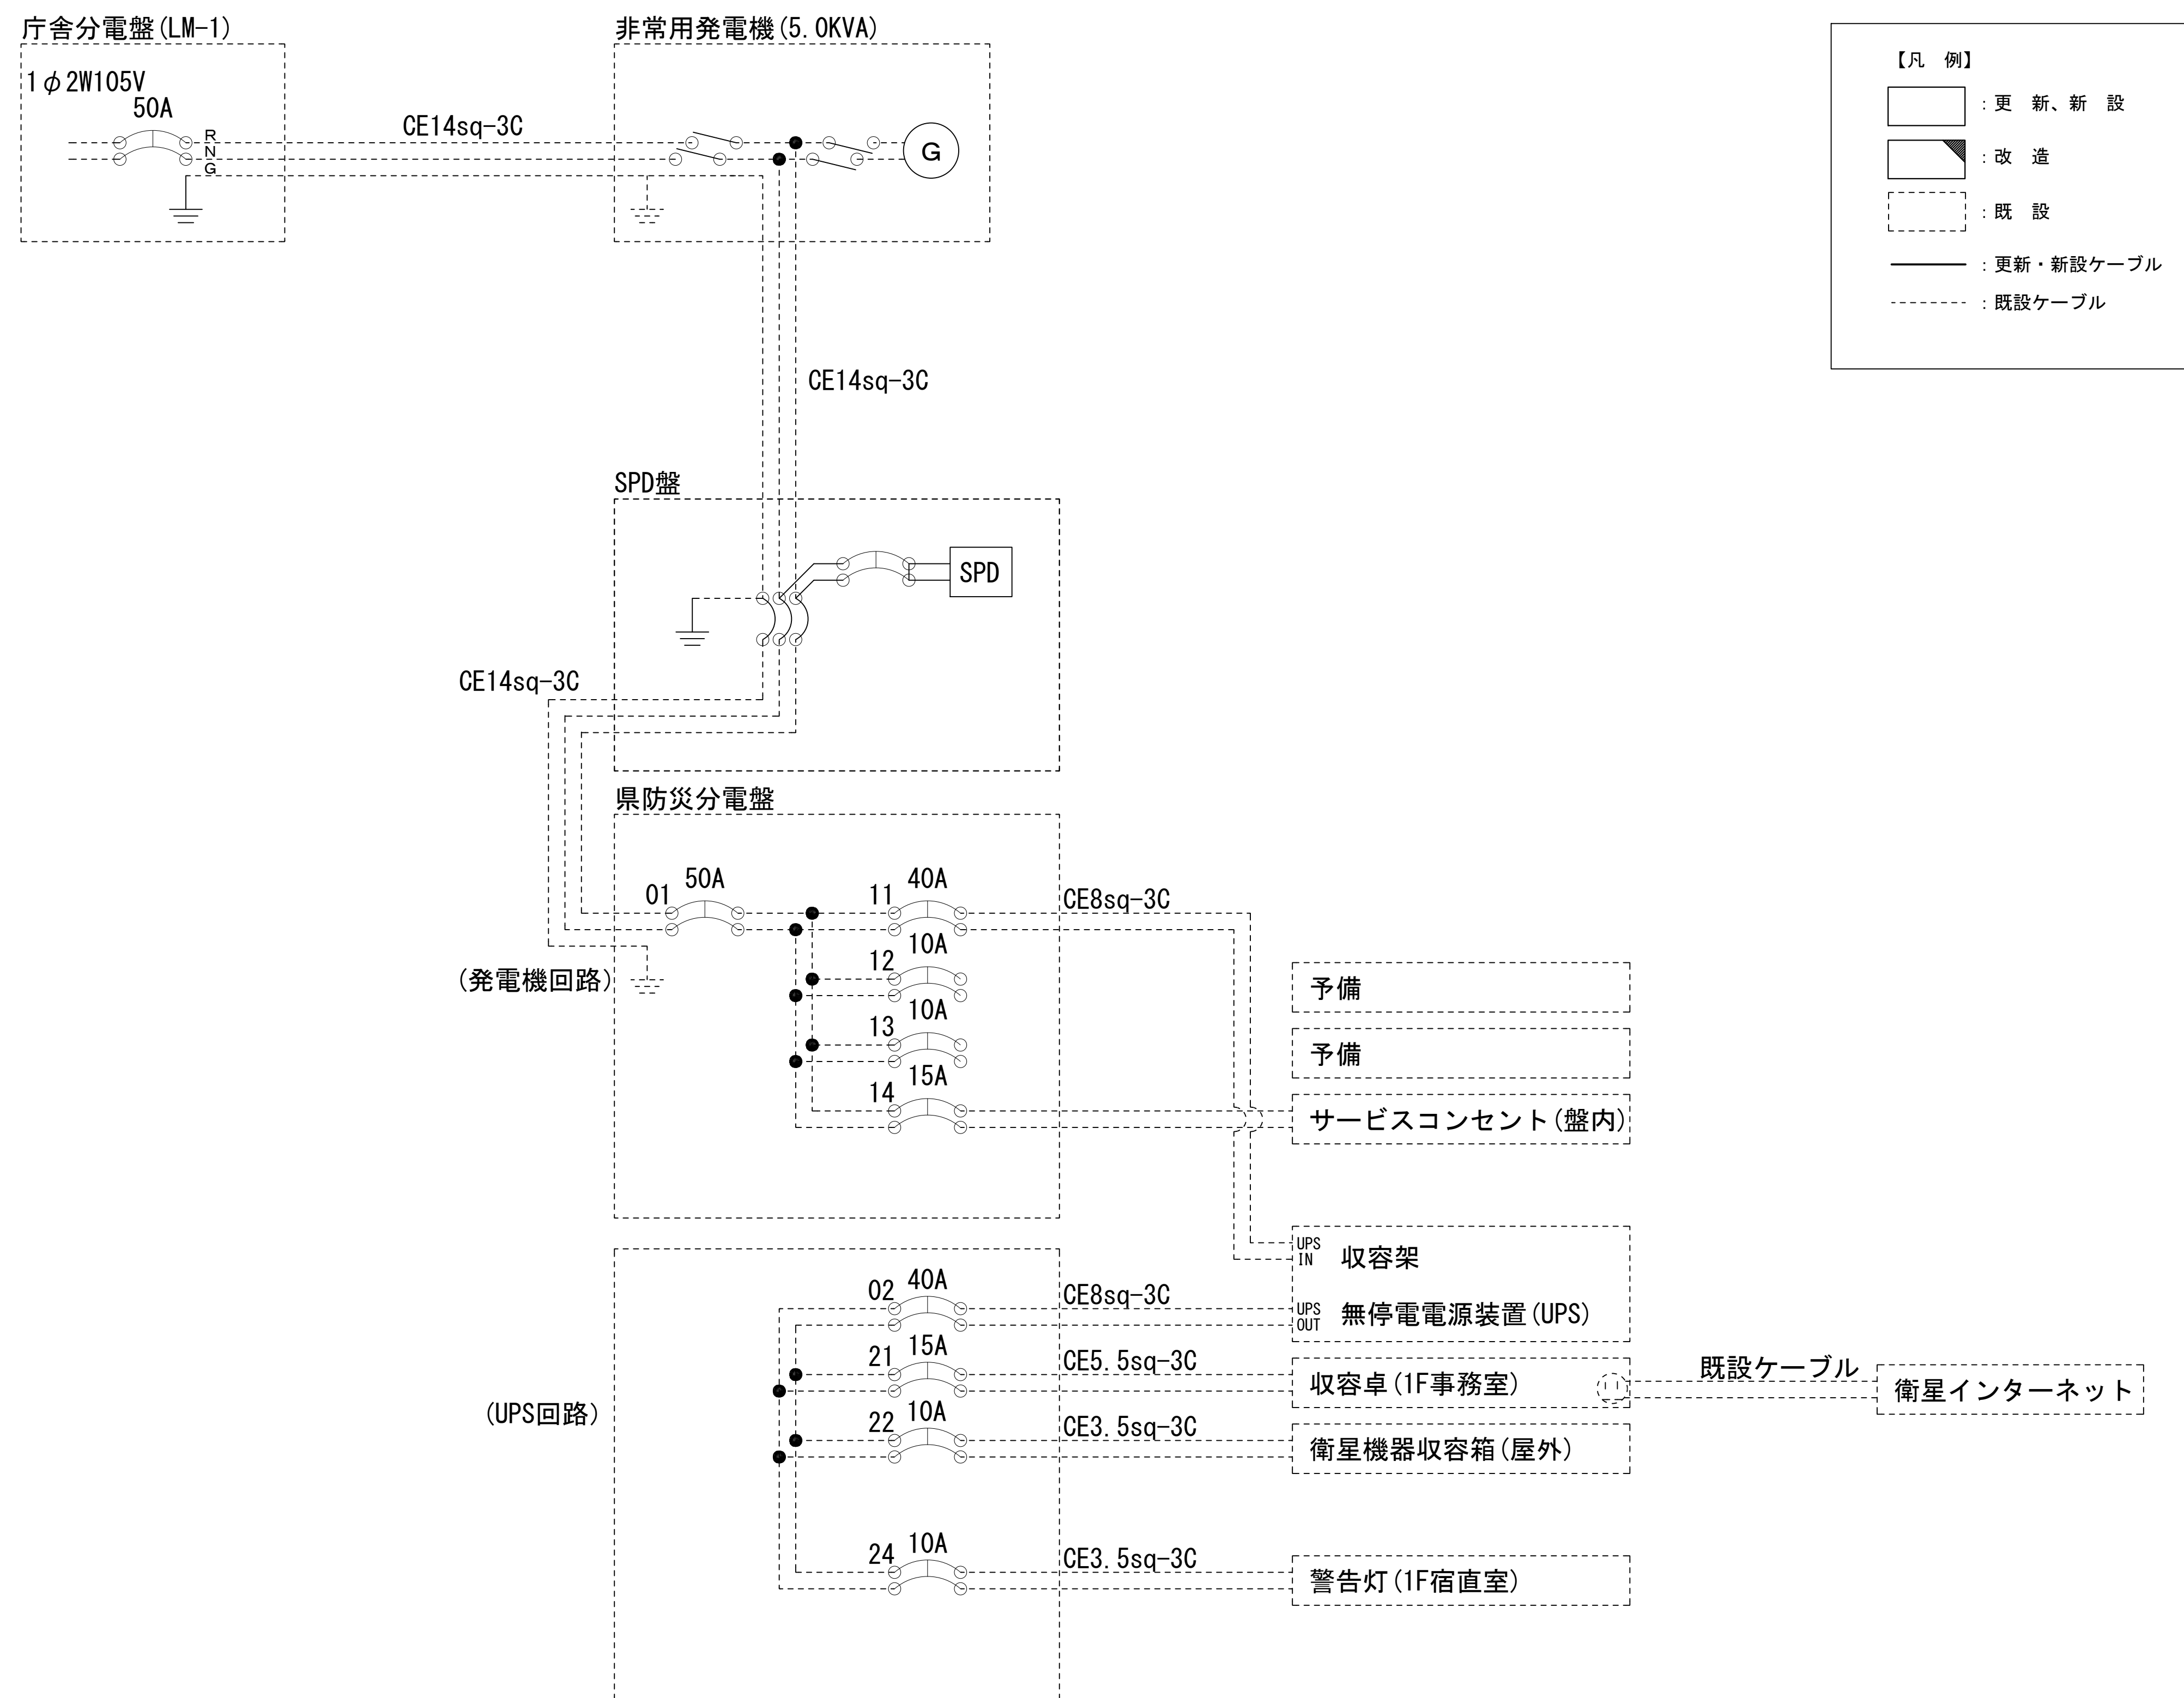 庁舎分電盤(LM-1)
1φ2W105V
50A
R
N
G
CE14sq-3C
非常用発電機(5.0KVA)
G
【凡　例】
：更　新、新　設
：改　造
：既　設
：更新・新設ケーブル
：既設ケーブル
CE14sq-3C
SPD盤
SPD
CE14sq-3C
県防災分電盤
01
50A
11
40A
CE8sq-3C
12
10A
13
10A
14
15A
(発電機回路)
予備
予備
サービスコンセント(盤内)
UPS
IN
収容架
02
40A
CE8sq-3C
UPS
OUT
無停電電源装置(UPS)
21
15A
CE5.5sq-3C
収容卓(1F事務室)
既設ケーブル
衛星インターネット
(UPS回路)
22
10A
CE3.5sq-3C
衛星機器収容箱(屋外)
24
10A
CE3.5sq-3C
警告灯(1F宿直室)